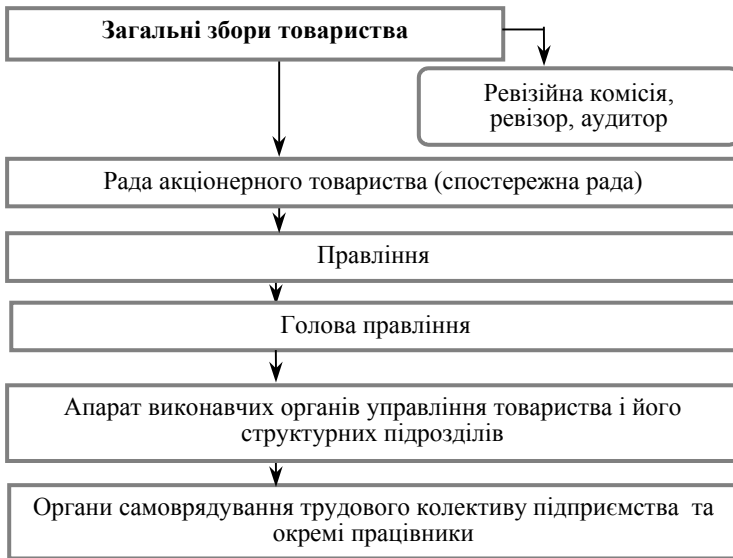 Загальні збори товариства
Ревізійна комісія,
ревізор, аудитор
Рада акціонерного товариства (спостережна рада)
Правління
Голова правління
Апарат виконавчих органів управління товариства і його
структурних підрозділів
Органи самоврядування трудового колективу підприємства та
окремі працівники